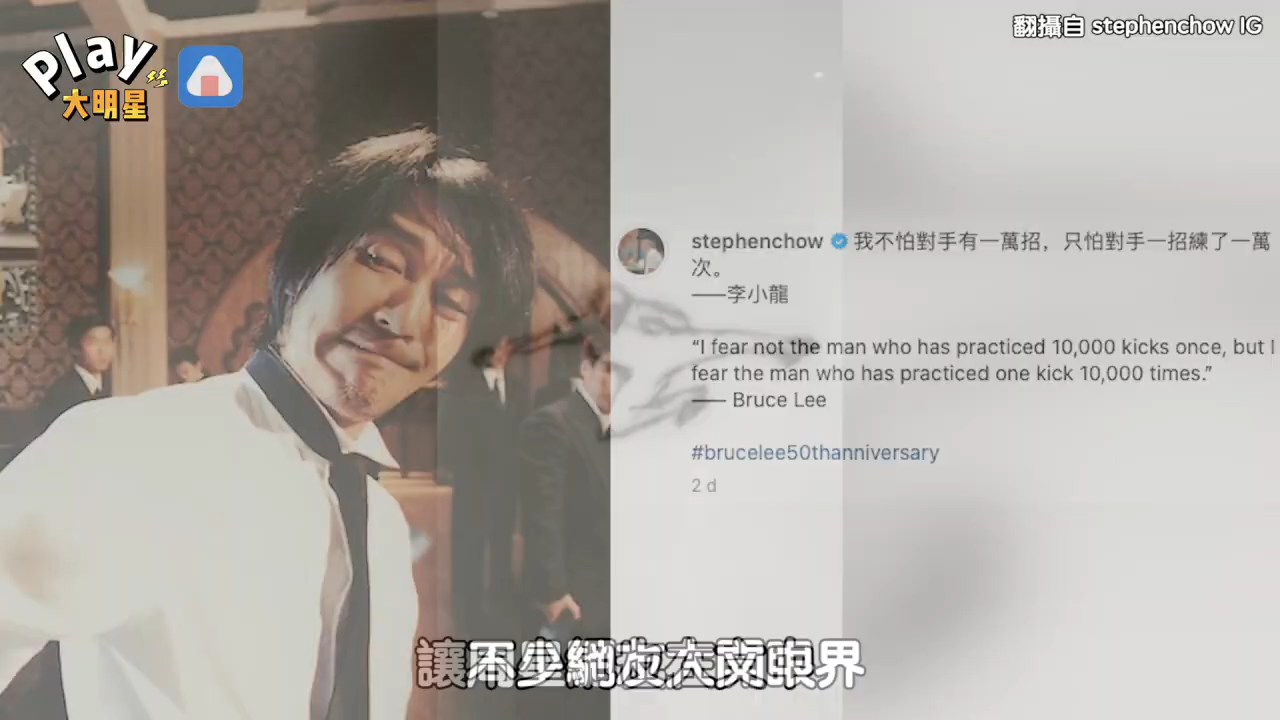 Play
大明星
翻攝自 stephenchow IG
stephenchow 我不怕對手有一萬招，只怕對手一招練了一萬
次。
——李小龍
“I fear not the man who has practiced 10,000 kicks once, but I
fear the man who has practiced one kick 10,000 times.”
—— Bruce Lee
#brucelee50thanniversary
2 d